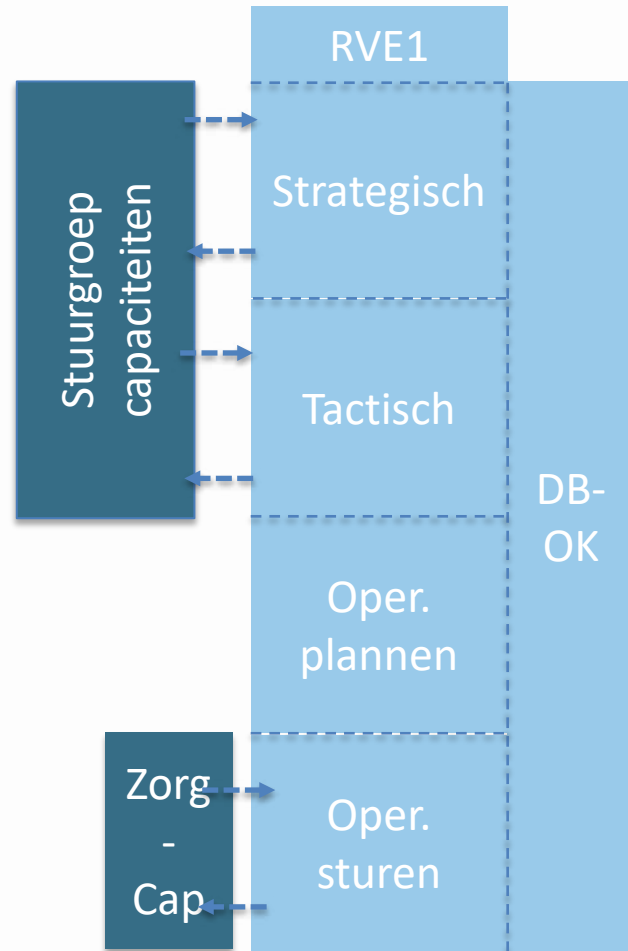 RVE1
Stuurgroep
capaciteiten
Strategisch
Tactisch
DB-
OK
Oper.
plannen
Zorg
-
Cap
Oper.
sturen